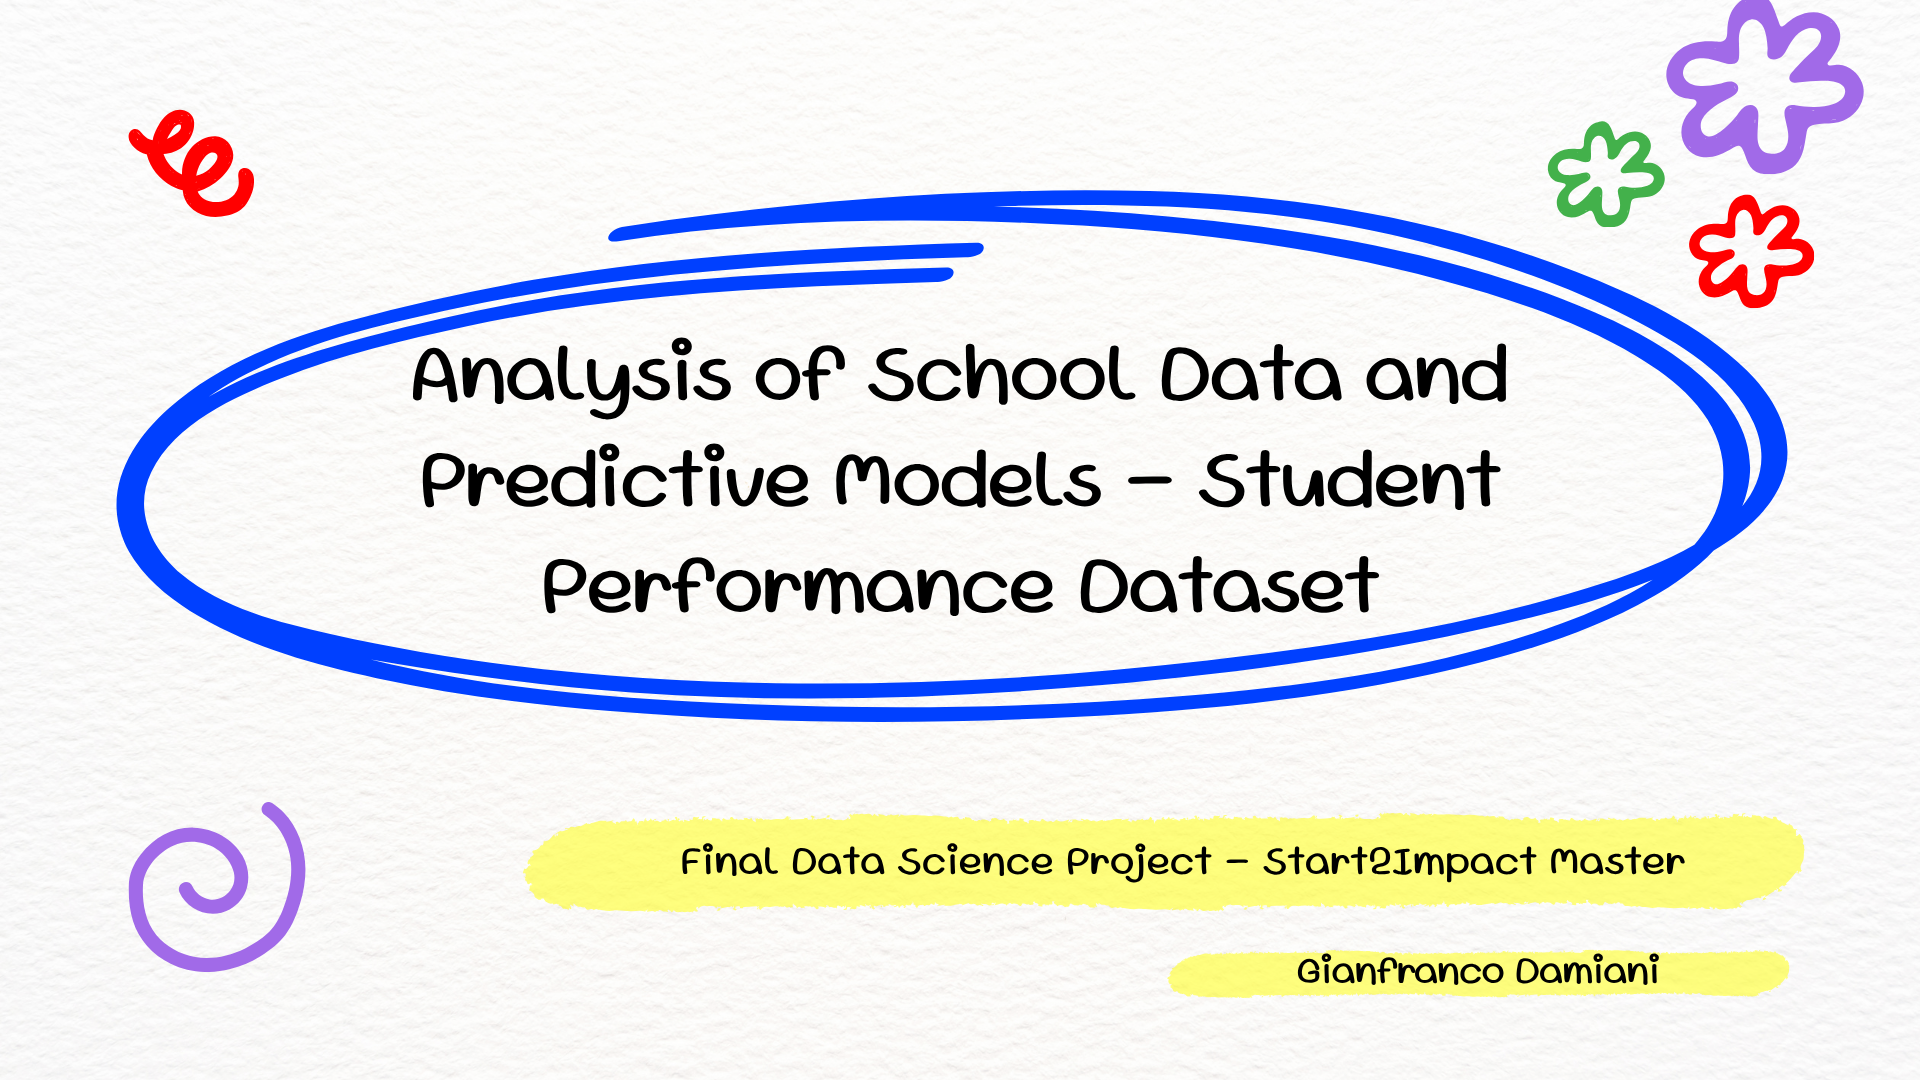 Analysis of School Data and
Predictive Models – Student
Performance Dataset
Final Data Science Project – Start2Impact Master
Gianfranco Damiani